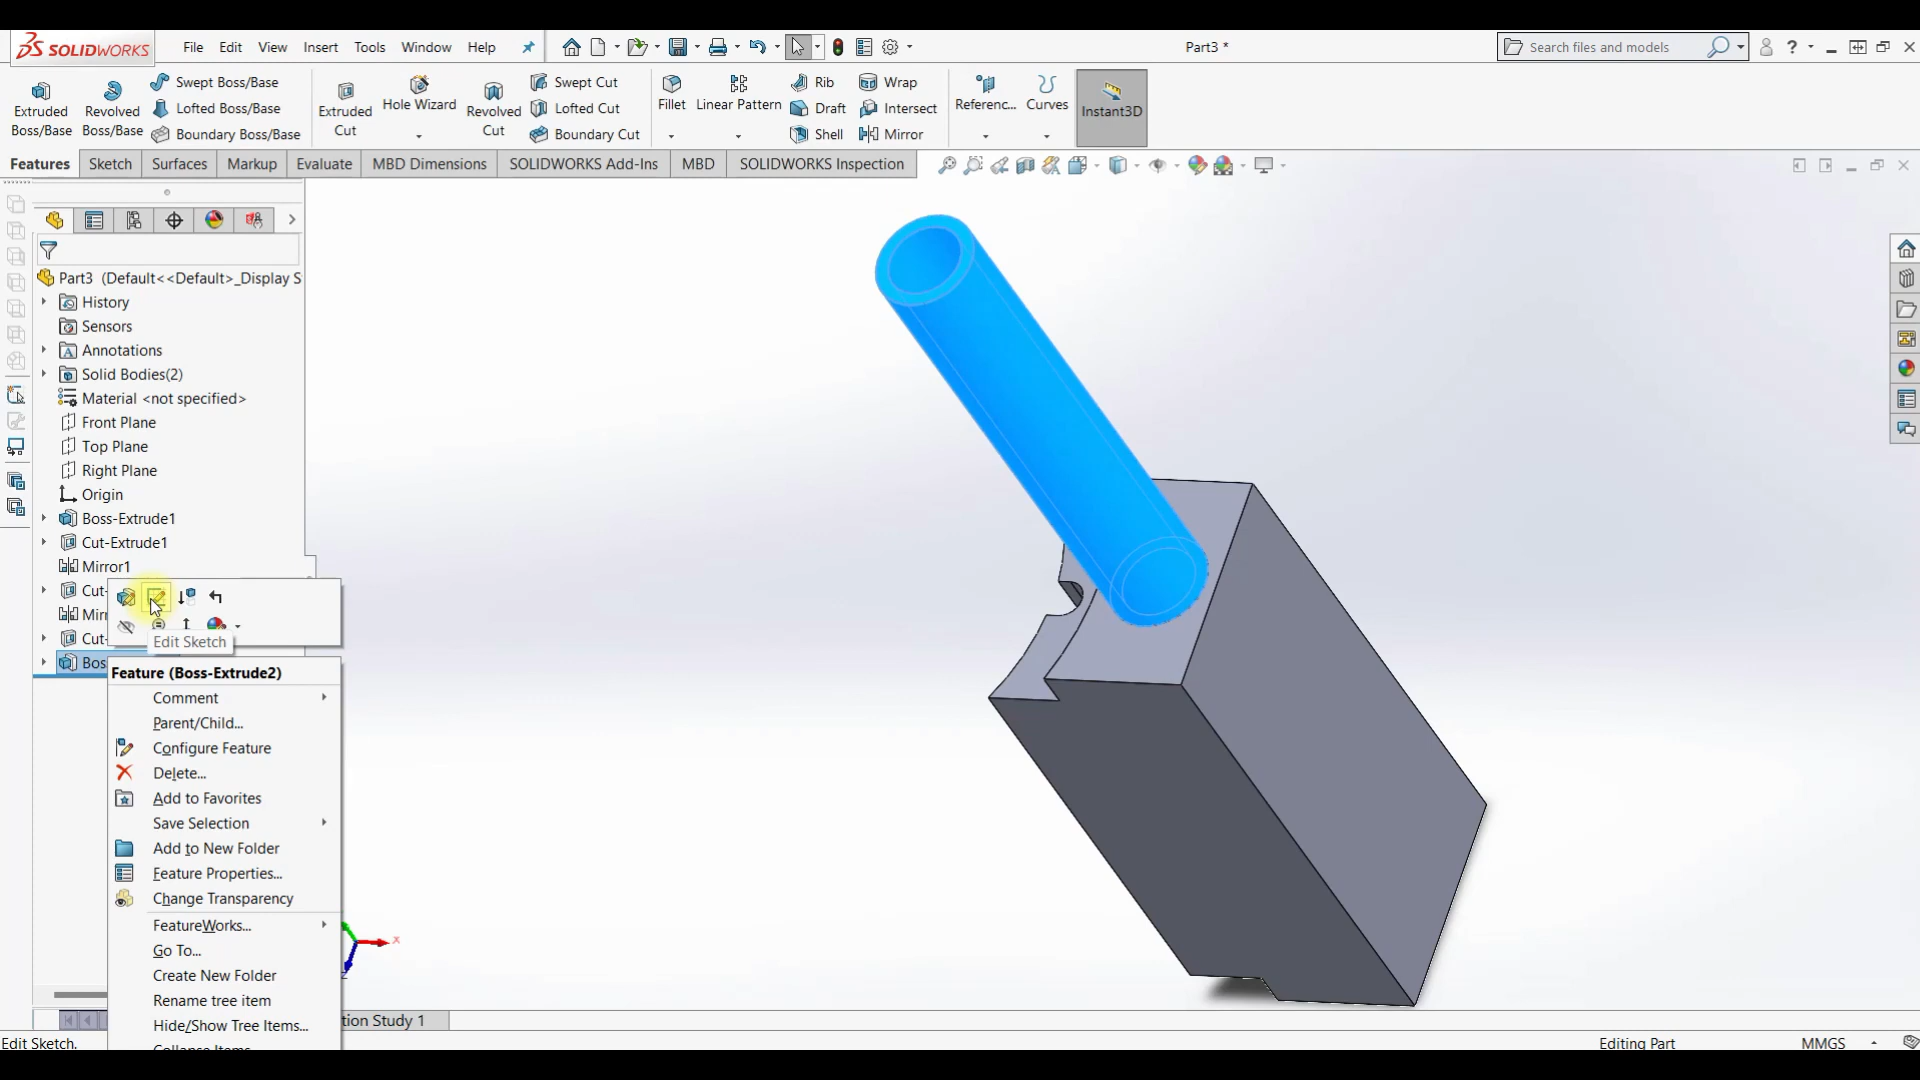 SOLIDWORKS
File Edit View Insert Tools Window Help
Part3 *
Search files and models
Extruded Boss/Base
Revolved Boss/Base
Swept Boss/Base
Lofted Boss/Base
Boundary Boss/Base
Extruded Cut
Hole Wizard
Revolved Cut
Swept Cut
Lofted Cut
Boundary Cut
Fillet
Linear Pattern
Rib
Draft
Shell
Wrap
Intersect
Mirror
Referenc...
Curves
Instant3D
Features Sketch Surfaces Markup Evaluate MBD Dimensions SOLIDWORKS Add-Ins MBD SOLIDWORKS Inspection
Part3 (Default<<Default>_Display S
History
Sensors
Annotations
Solid Bodies(2)
Material <not specified>
Front Plane
Top Plane
Right Plane
Origin
Boss-Extrude1
Cut-Extrude1
Mirror1
Cut-
Mirr
Cut-
Bos
Edit Sketch
Feature (Boss-Extrude2)
Comment
Parent/Child...
Configure Feature
Delete...
Add to Favorites
Save Selection
Add to New Folder
Feature Properties...
Change Transparency
FeatureWorks...
Go To...
Create New Folder
Rename tree item
Hide/Show Tree Items...
Collapse Items
x
tion Study 1
Edit Sketch.
Editing Part
MMGS